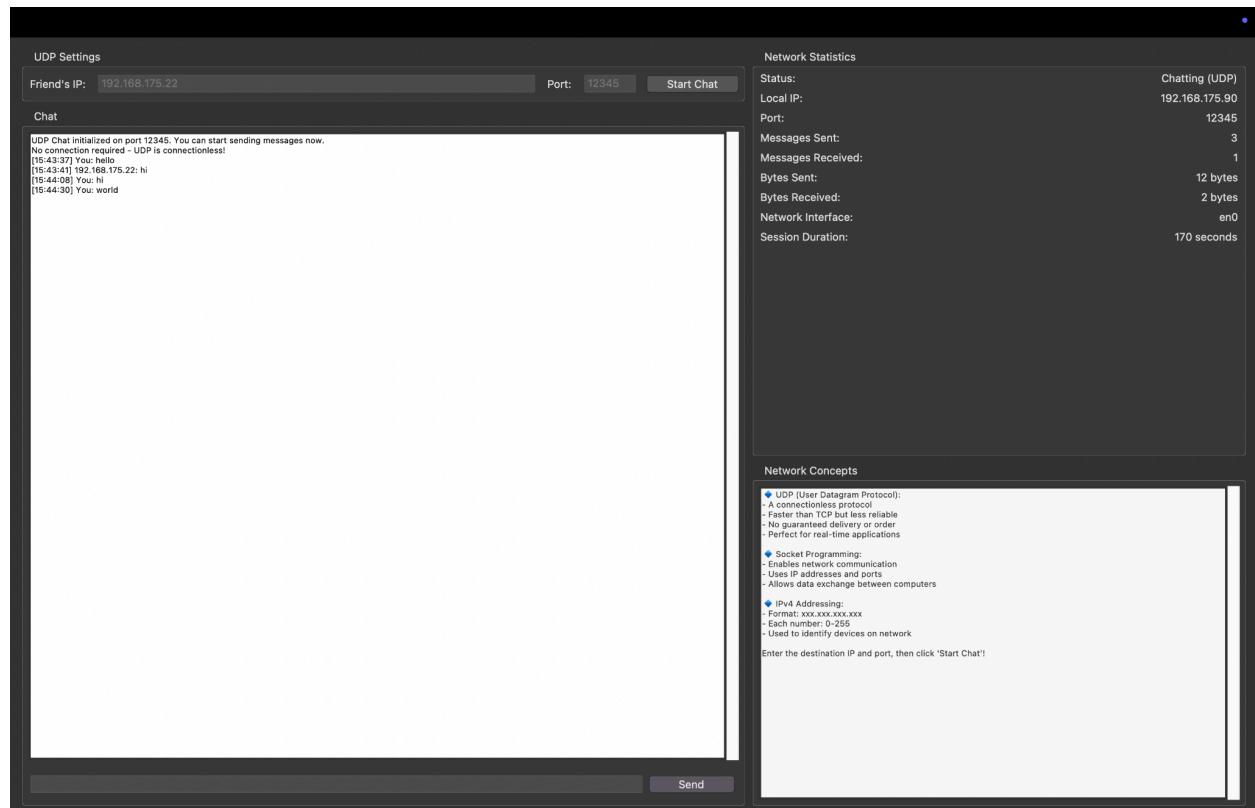 UDP Settings
Friend's IP: 192.168.175.22 Port: 12345 Start Chat
Chat
UDP Chat initialized on port 12345. You can start sending messages now.
No connection required - UDP is connectionless!
[15:43:37] You: hello
[15:43:41] 192.168.175.22: hi
[15:44:08] You: hi
[15:44:30] You: world
Send
Network Statistics
Status: Chatting (UDP)
Local IP: 192.168.175.90
Port: 12345
Messages Sent: 3
Messages Received: 1
Bytes Sent: 12 bytes
Bytes Received: 2 bytes
Network Interface: en0
Session Duration: 170 seconds
Network Concepts
🔹 UDP (User Datagram Protocol):
- A connectionless protocol
- Faster than TCP but less reliable
- No guaranteed delivery or order
- Perfect for real-time applications
🔹 Socket Programming:
- Enables network communication
- Uses IP addresses and ports
- Allows data exchange between computers
🔹 IPv4 Addressing:
- Format: xxx.xxx.xxx.xxx
- Each number: 0-255
- Used to identify devices on network
Enter the destination IP and port, then click 'Start Chat'!